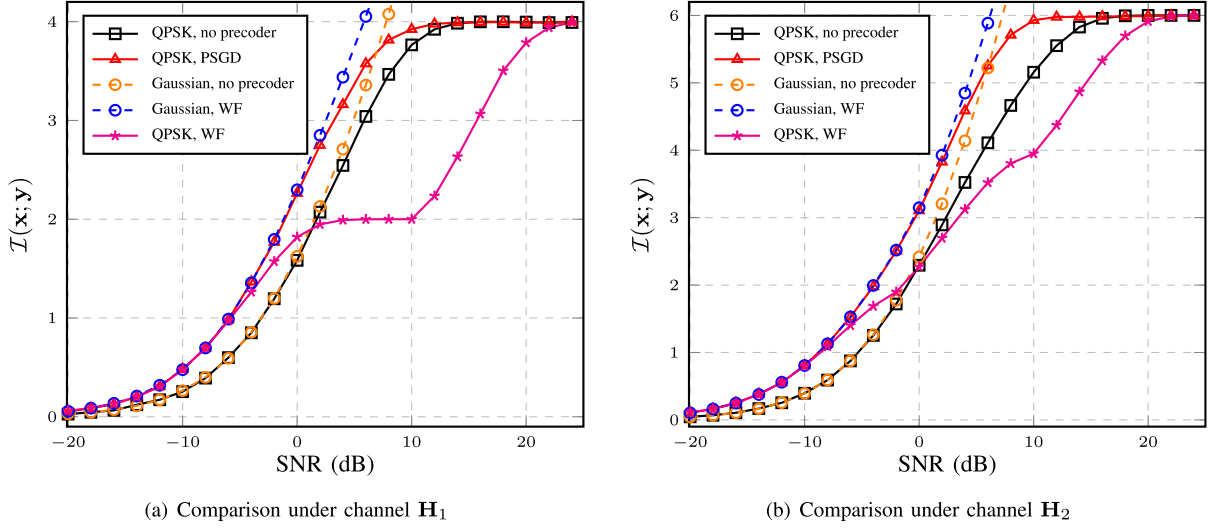 4
3
2
1
0
I(x; y)
QPSK, no precoder
QPSK, PSGD
Gaussian, no precoder
Gaussian, WF
QPSK, WF
−20
−10
0
10
20
SNR (dB)
(a) Comparison under channel H₁
6
5
4
3
2
1
0
I(x; y)
QPSK, no precoder
QPSK, PSGD
Gaussian, no precoder
Gaussian, WF
QPSK, WF
−20
−10
0
10
20
SNR (dB)
(b) Comparison under channel H₂